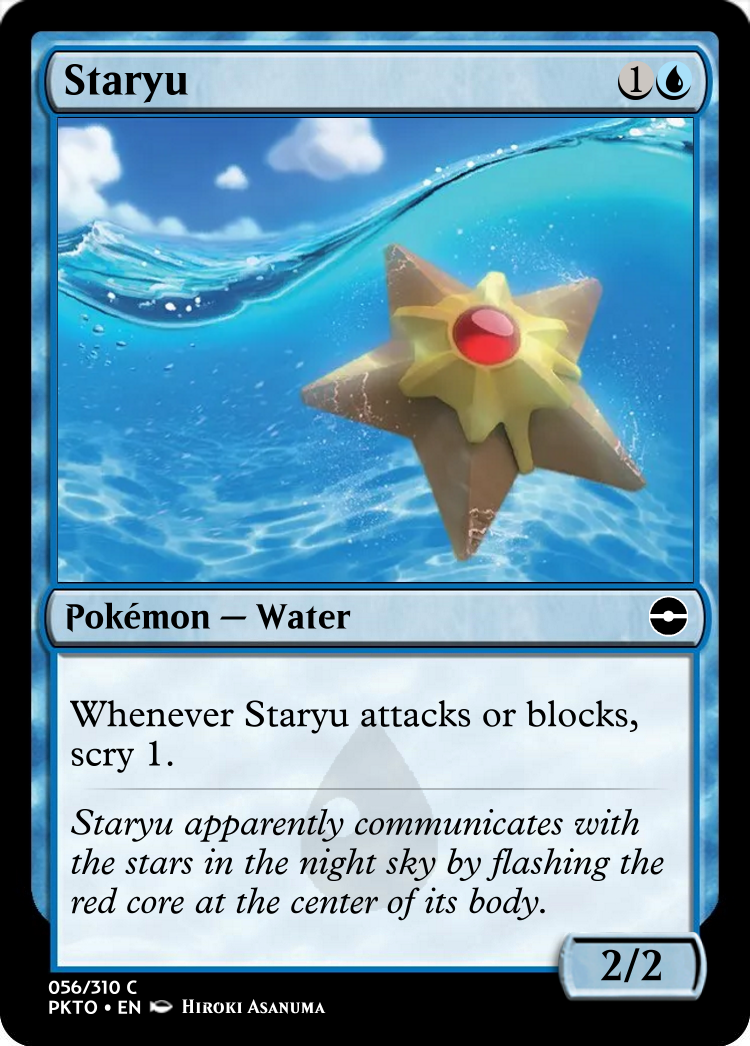 Staryu 1
Pokémon — Water
Whenever Staryu attacks or blocks,
scry 1.
Staryu apparently communicates with
the stars in the night sky by flashing the
red core at the center of its body.
2/2
056/310 C
PKTO • EN Hiroki Asanuma